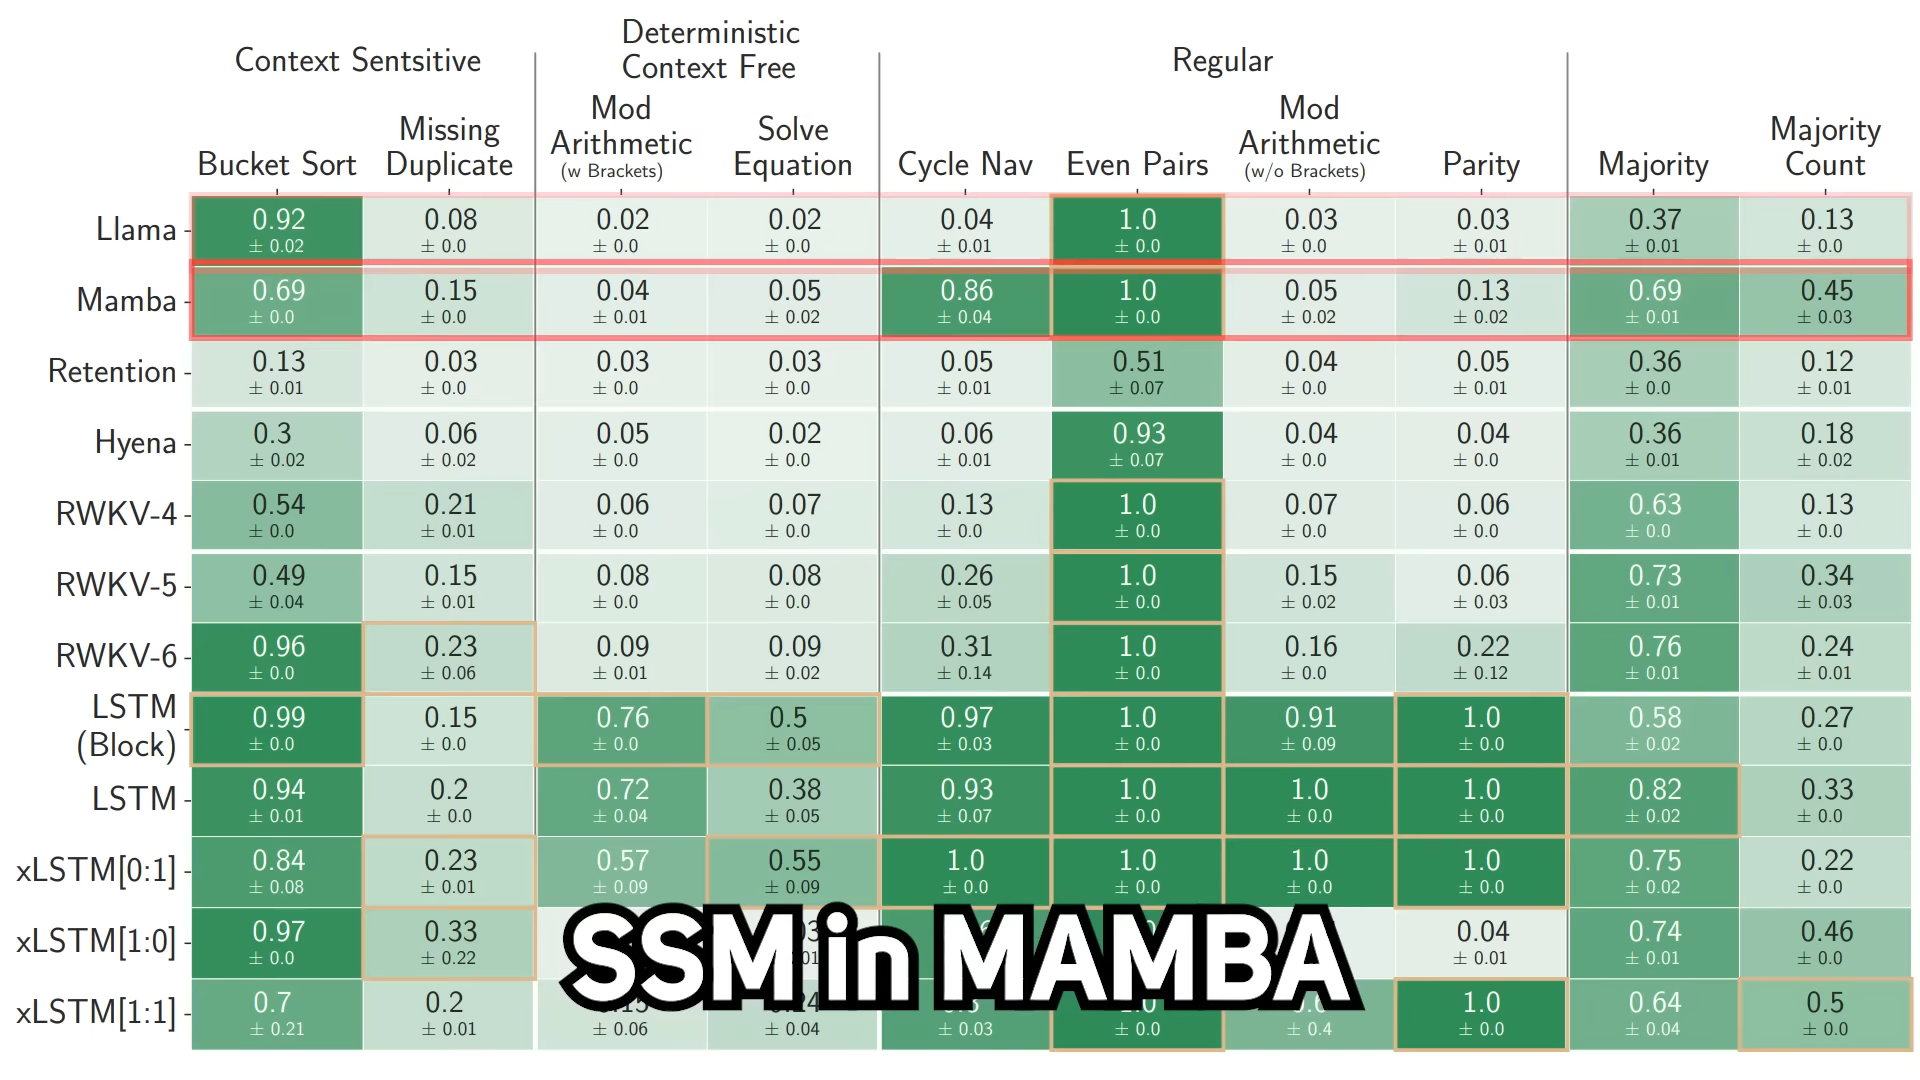 Context Sentsitive
Deterministic
Context Free
Regular
Bucket Sort
Missing
Duplicate
Mod
Arithmetic
(w Brackets)
Solve
Equation
Cycle Nav
Even Pairs
Mod
Arithmetic
(w/o Brackets)
Parity
Majority
Majority
Count
Llama 0.92 0.08 0.02 0.02 0.04 1.0 0.03 0.03 0.37 0.13
± 0.02 ± 0.0 ± 0.0 ± 0.0 ± 0.01 ± 0.0 ± 0.0 ± 0.01 ± 0.01 ± 0.0
Mamba 0.69 0.15 0.04 0.05 0.86 1.0 0.05 0.13 0.69 0.45
± 0.0 ± 0.0 ± 0.01 ± 0.02 ± 0.04 ± 0.0 ± 0.02 ± 0.02 ± 0.01 ± 0.03
Retention 0.13 0.03 0.03 0.03 0.05 0.51 0.04 0.05 0.36 0.12
± 0.01 ± 0.0 ± 0.0 ± 0.0 ± 0.01 ± 0.07 ± 0.0 ± 0.01 ± 0.0 ± 0.01
Hyena 0.3 0.06 0.05 0.02 0.06 0.93 0.04 0.04 0.36 0.18
± 0.02 ± 0.02 ± 0.0 ± 0.0 ± 0.01 ± 0.07 ± 0.0 ± 0.0 ± 0.01 ± 0.02
RWKV-4 0.54 0.21 0.06 0.07 0.13 1.0 0.07 0.06 0.63 0.13
± 0.0 ± 0.01 ± 0.0 ± 0.0 ± 0.0 ± 0.0 ± 0.0 ± 0.0 ± 0.0 ± 0.0
RWKV-5 0.49 0.15 0.08 0.08 0.26 1.0 0.15 0.06 0.73 0.34
± 0.04 ± 0.01 ± 0.0 ± 0.0 ± 0.05 ± 0.0 ± 0.02 ± 0.03 ± 0.01 ± 0.03
RWKV-6 0.96 0.23 0.09 0.09 0.31 1.0 0.16 0.22 0.76 0.24
± 0.0 ± 0.06 ± 0.01 ± 0.02 ± 0.14 ± 0.0 ± 0.0 ± 0.12 ± 0.01 ± 0.01
LSTM 0.99 0.15 0.76 0.5 0.97 1.0 0.91 1.0 0.58 0.27
(Block) ± 0.0 ± 0.0 ± 0.0 ± 0.05 ± 0.03 ± 0.0 ± 0.09 ± 0.0 ± 0.02 ± 0.0
LSTM 0.94 0.2 0.72 0.38 0.93 1.0 1.0 1.0 0.82 0.33
± 0.01 ± 0.0 ± 0.04 ± 0.05 ± 0.07 ± 0.0 ± 0.0 ± 0.0 ± 0.02 ± 0.0
xLSTM[0:1] 0.84 0.23 0.57 0.55 1.0 1.0 1.0 1.0 0.75 0.22
± 0.08 ± 0.01 ± 0.09 ± 0.09 ± 0.0 ± 0.0 ± 0.0 ± 0.0 ± 0.02 ± 0.0
xLSTM[1:0] 0.97 0.33 0.04 0.74 0.46
± 0.0 ± 0.22 ± 0.01 ± 0.01 ± 0.0
SSM in MAMBA
xLSTM[1:1] 0.7 0.2 1.0 0.64 0.5
± 0.21 ± 0.01 ± 0.06 ± 0.04 ± 0.03 ± 0.0 ± 0.4 ± 0.0 ± 0.04 ± 0.0